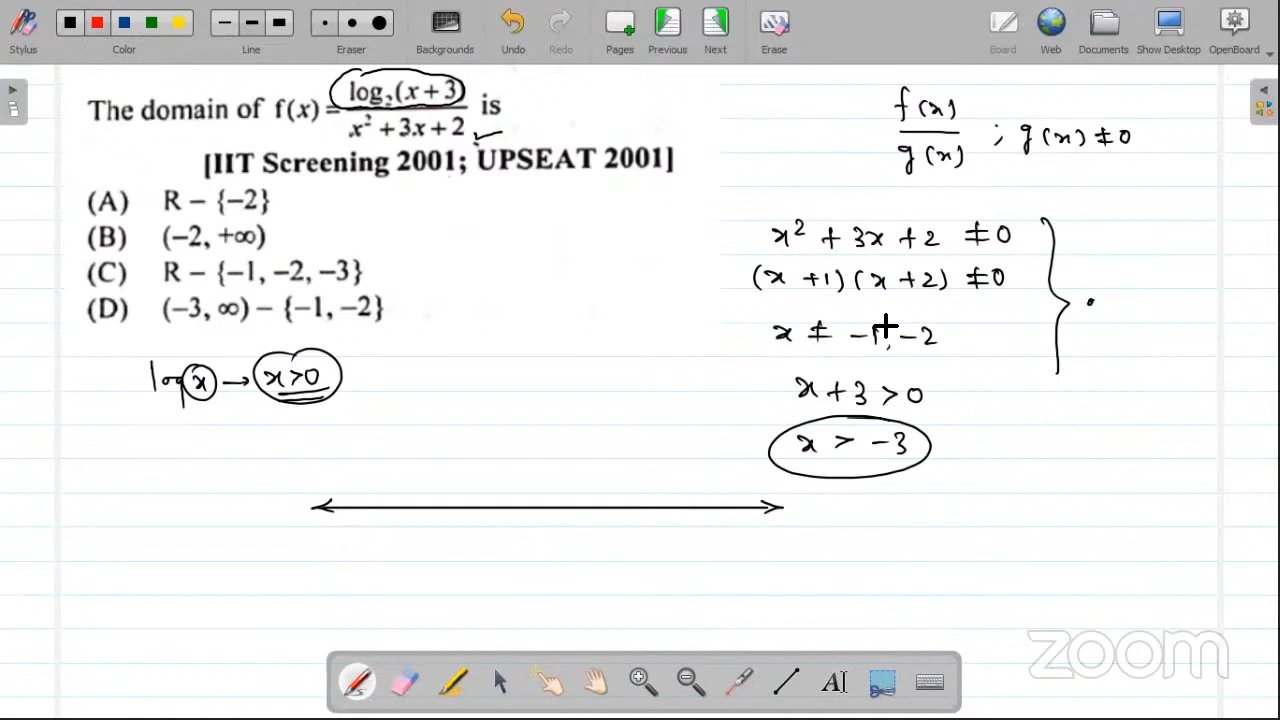 Stylus Color Line Eraser Backgrounds Undo Redo Pages Previous Next Erase Board Web Documents Show Desktop OpenBoard
The domain of f(x) = log₂(x + 3) / x² + 3x + 2 is
[IIT Screening 2001; UPSEAT 2001]
(A) R – {–2}
(B) (–2, +∞)
(C) R – {–1, –2, –3}
(D) (–3, ∞) – {–1, –2}
log x → x>0
f(x) / g(x) ; g(x) ≠ 0
x² + 3x + 2 ≠ 0
(x + 1) (x + 2) ≠ 0
x ≠ –1, –2
x + 3 > 0
x > –3
zoom